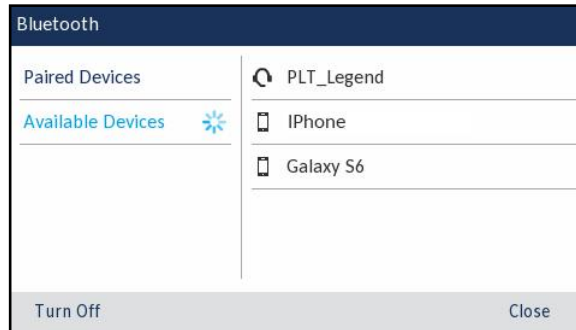 Bluetooth
Paired Devices
Available Devices
PLT_Legend
IPhone
Galaxy S6
Turn Off
Close